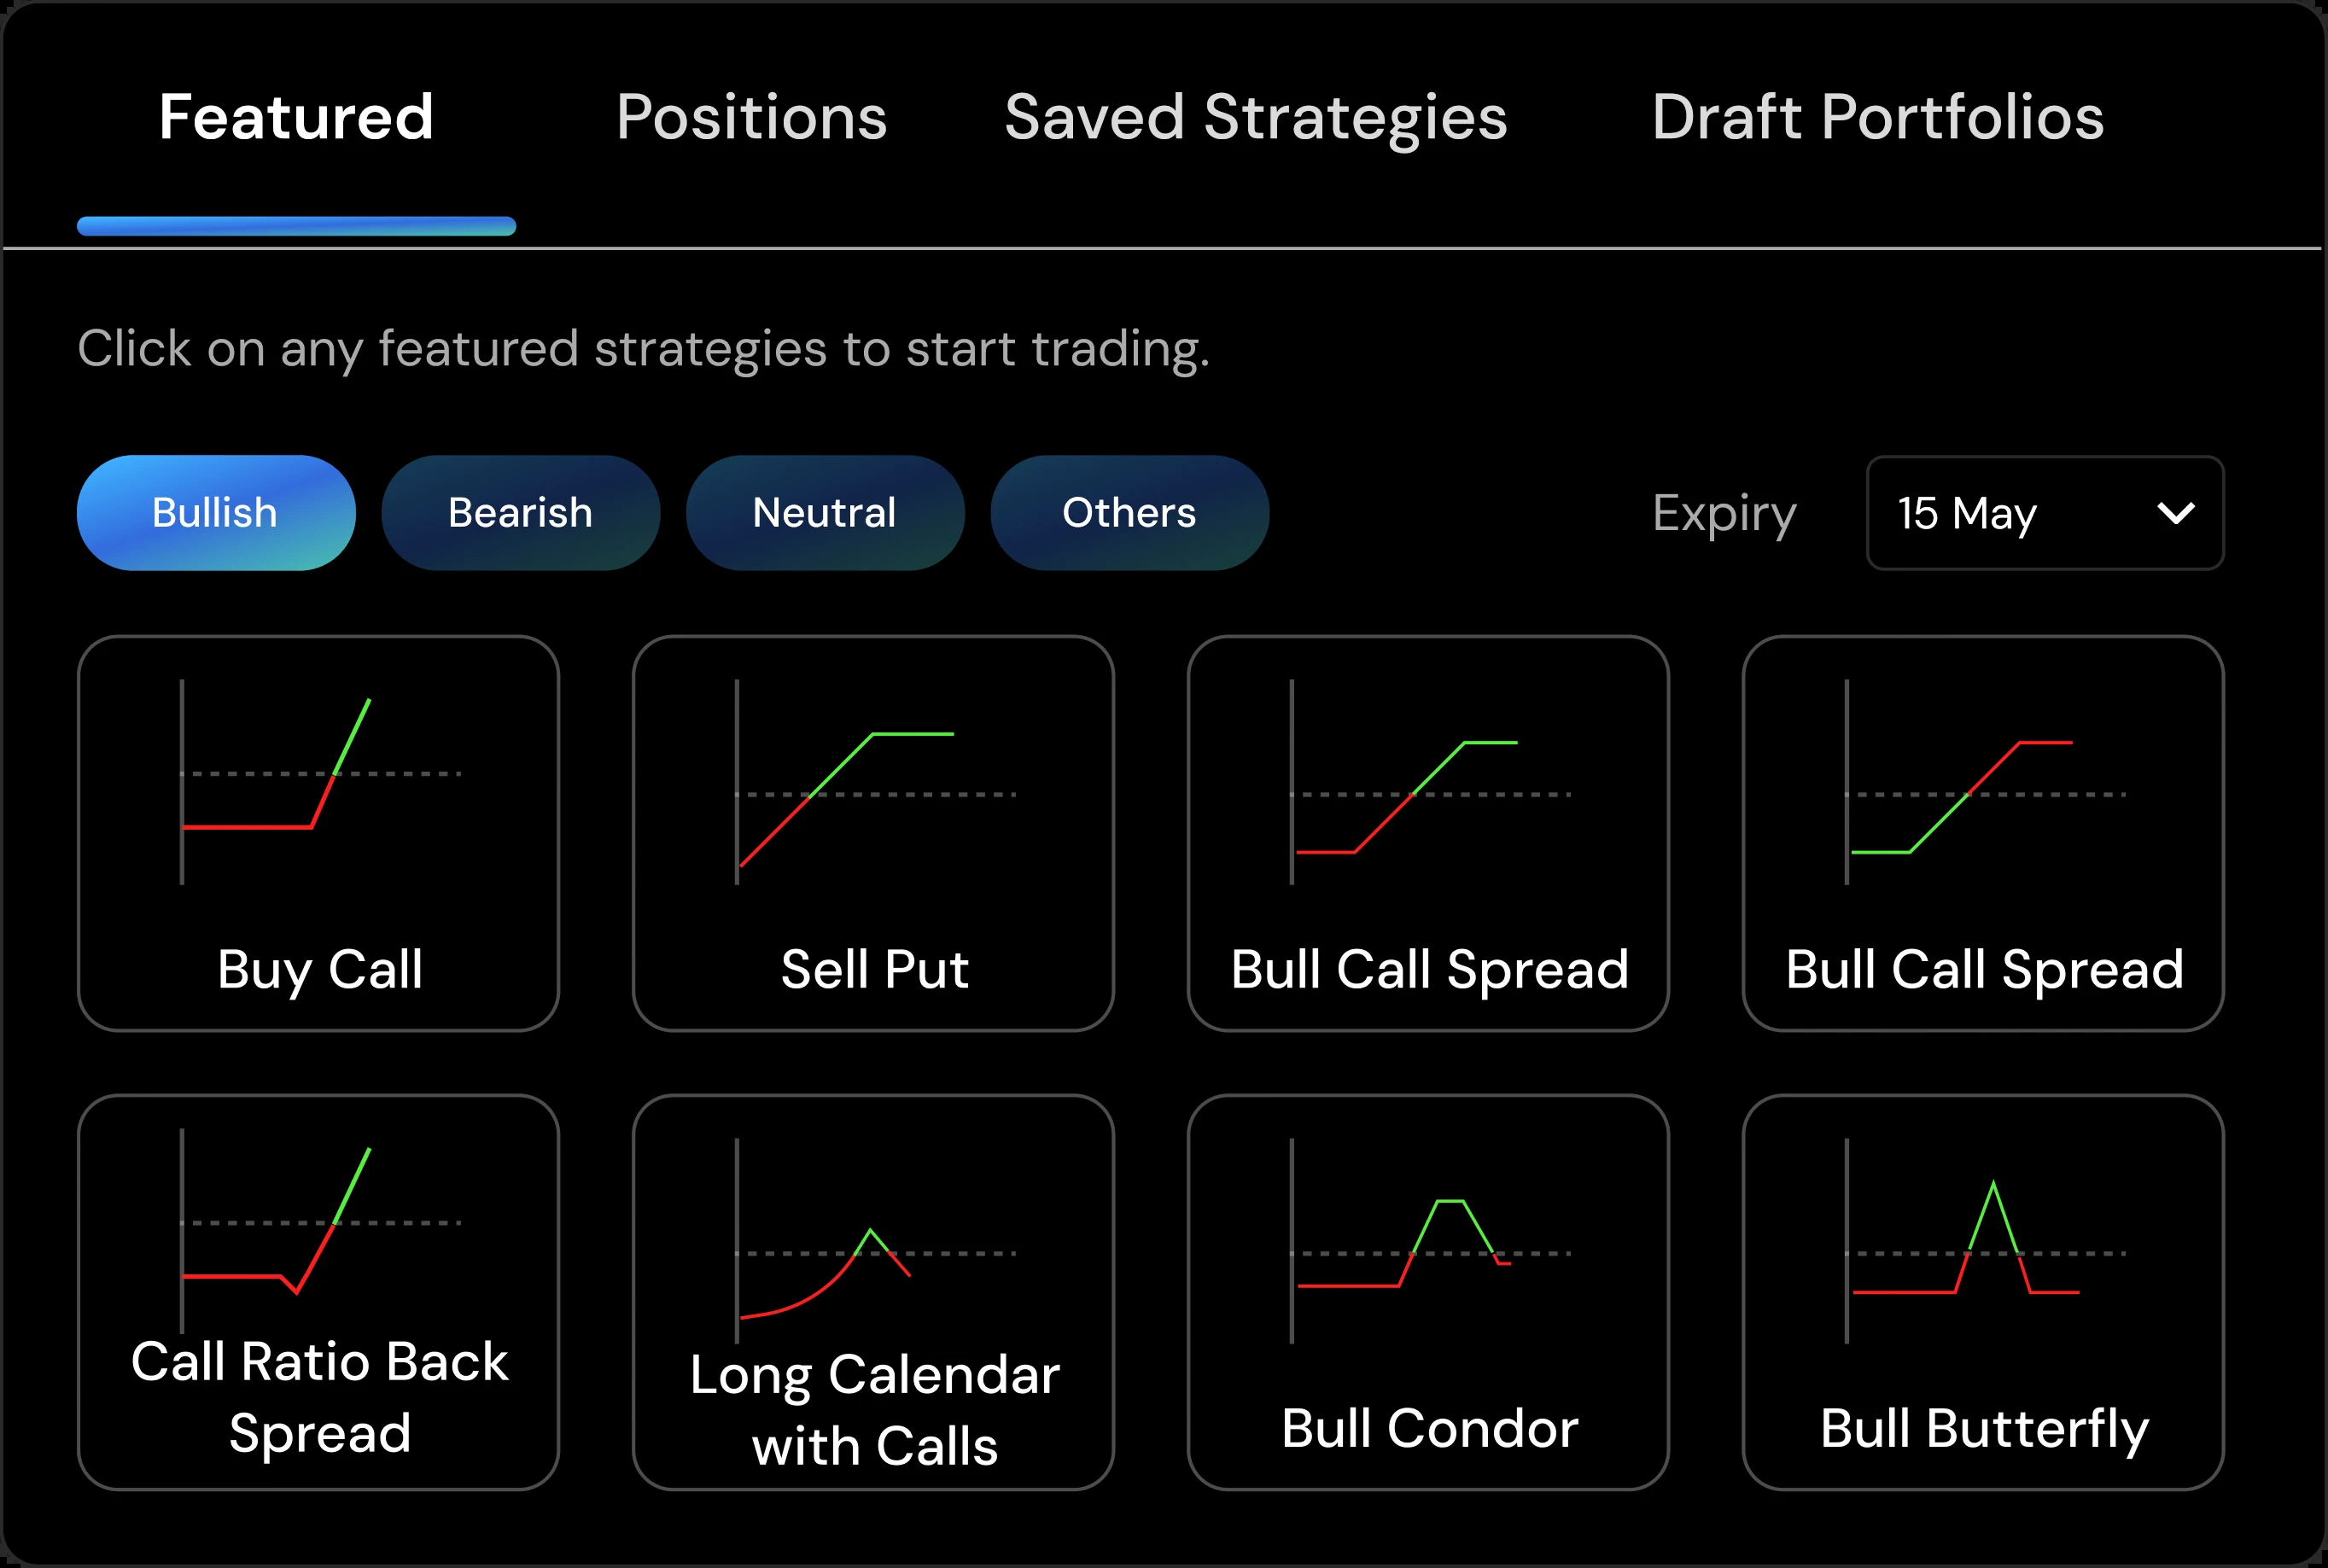 Featured
Positions
Saved Strategies
Draft Portfolios
Click on any featured strategies to start trading.
Bullish
Bearish
Neutral
Others
Expiry
15 May
Buy Call
Sell Put
Bull Call Spread
Bull Call Spread
Call Ratio Back
Spread
Long Calendar
with Calls
Bull Condor
Bull Butterfly